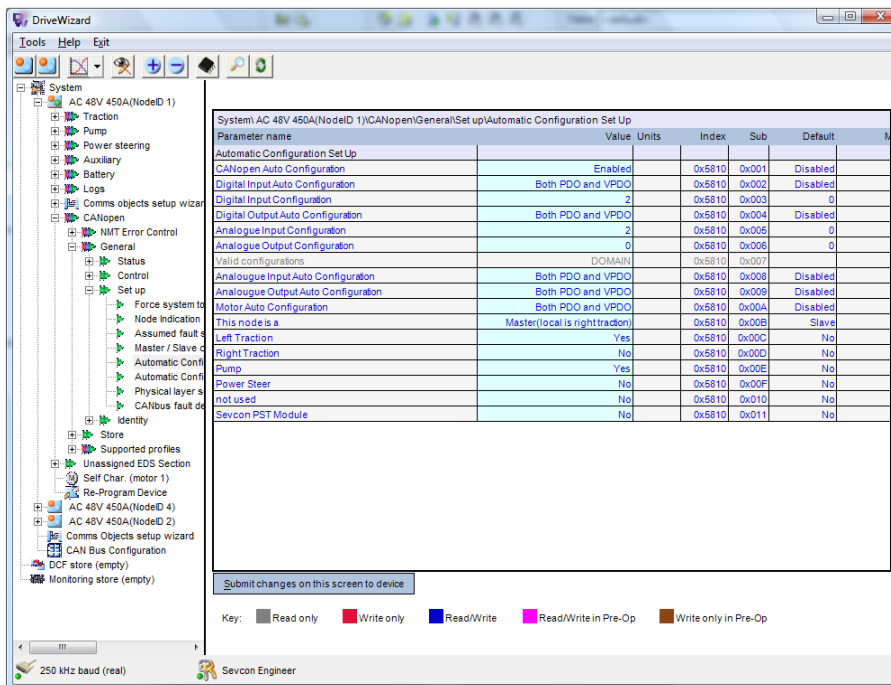 DriveWizard
Tools Help Exit
System
AC 48V 450A(NodeID 1)
Traction
Pump
Power steering
Auxiliary
Battery
Logs
Comms objects setup wizar
CANopen
NMT Error Control
General
Status
Control
Set up
Force system to
Node Indication
Assumed fault s
Master / Slave c
Automatic Confi
Automatic Confi
Physical layer s
CANbus fault de
Identity
Store
Supported profiles
Unassigned EDS Section
Self Char. (motor 1)
Re-Program Device
AC 48V 450A(NodeID 4)
AC 48V 450A(NodeID 2)
Comms Objects setup wizard
CAN Bus Configuration
DCF store (empty)
Monitoring store (empty)
System\ AC 48V 450A(NodeID 1)\CANopen\General\Set up\Automatic Configuration Set Up
Parameter name Value Units Index Sub Default M
Automatic Configuration Set Up
CANopen Auto Configuration Enabled 0x5810 0x001 Disabled
Digital Input Auto Configuration Both PDO and VPDO 0x5810 0x002 Disabled
Digital Input Configuration 2 0x5810 0x003 0
Digital Output Auto Configuration Both PDO and VPDO 0x5810 0x004 Disabled
Analogue Input Configuration 2 0x5810 0x005 0
Analogue Output Configuration 0 0x5810 0x006 0
Valid configurations DOMAIN 0x5810 0x007
Analougue Input Auto Configuration Both PDO and VPDO 0x5810 0x008 Disabled
Analougue Output Auto Configuration Both PDO and VPDO 0x5810 0x009 Disabled
Motor Auto Configuration Both PDO and VPDO 0x5810 0x00A Disabled
This node is a Master(local is right traction) 0x5810 0x00B Slave
Left Traction Yes 0x5810 0x00C No
Right Traction No 0x5810 0x00D No
Pump Yes 0x5810 0x00E No
Power Steer No 0x5810 0x00F No
not used No 0x5810 0x010 No
Sevcon PST Module No 0x5810 0x011 No
Submit changes on this screen to device
Key: Read only Write only Read/Write Read/Write in Pre-Op Write only in Pre-Op
250 kHz baud (real) Sevcon Engineer